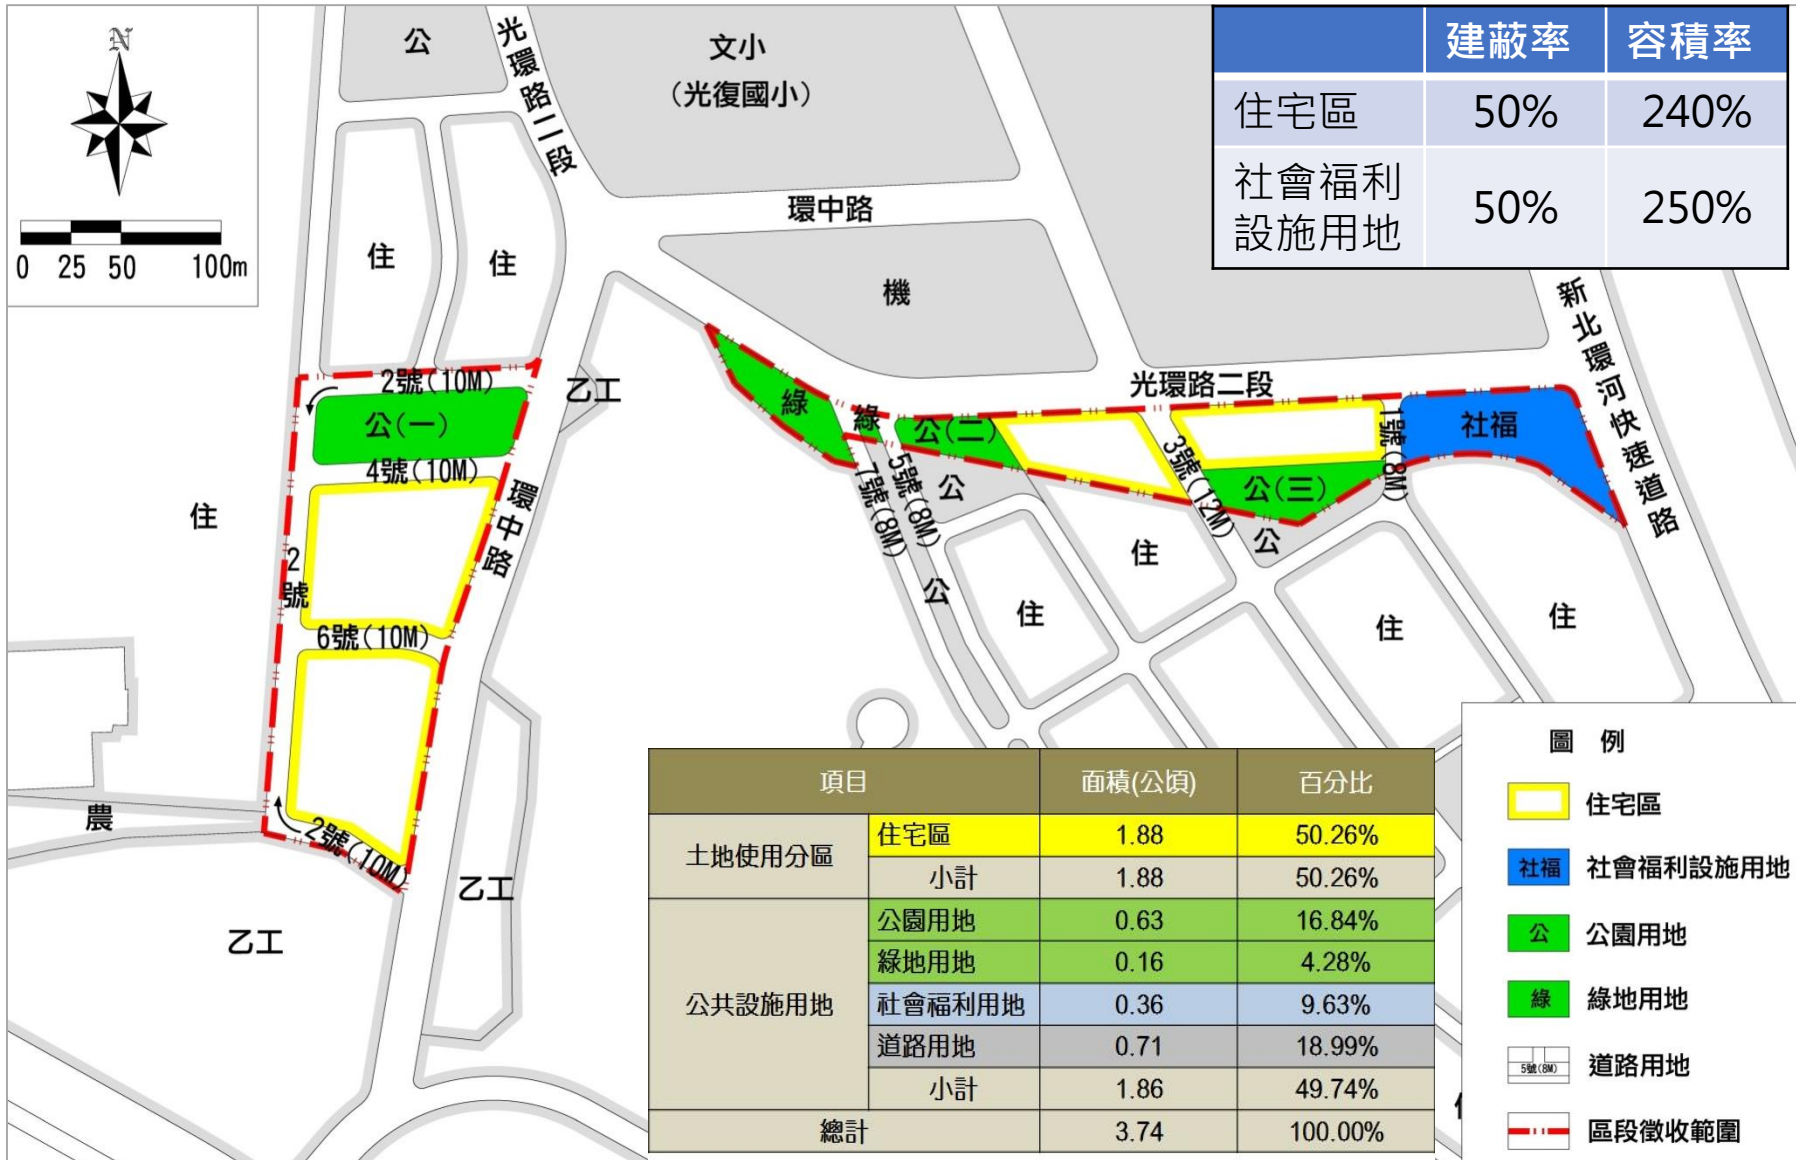 N
0 25 50 100m
公
光環路二段
文小
(光復國小)
環中路
住
住
機
建蔽率 容積率
住宅區 50% 240%
社會福利
設施用地 50% 250%
新北環河快速道路
2號(10M)
公(一)
4號(10M)
乙工
環中路
住
2號
6號(10M)
2號(10M)
農
乙工
乙工
綠
綠
公(二)
光環路二段
1號(8M)
社福
3號(12M)
公(三)
7號(8M)
5號(8M)
公
公
公
住
住
住
住
項目 面積(公頃) 百分比
土地使用分區 住宅區 1.88 50.26%
小計 1.88 50.26%
公共設施用地 公園用地 0.63 16.84%
綠地用地 0.16 4.28%
社會福利用地 0.36 9.63%
道路用地 0.71 18.99%
小計 1.86 49.74%
總計 3.74 100.00%
圖 例
住宅區
社福 社會福利設施用地
公 公園用地
綠 綠地用地
5號(8M) 道路用地
區段徵收範圍